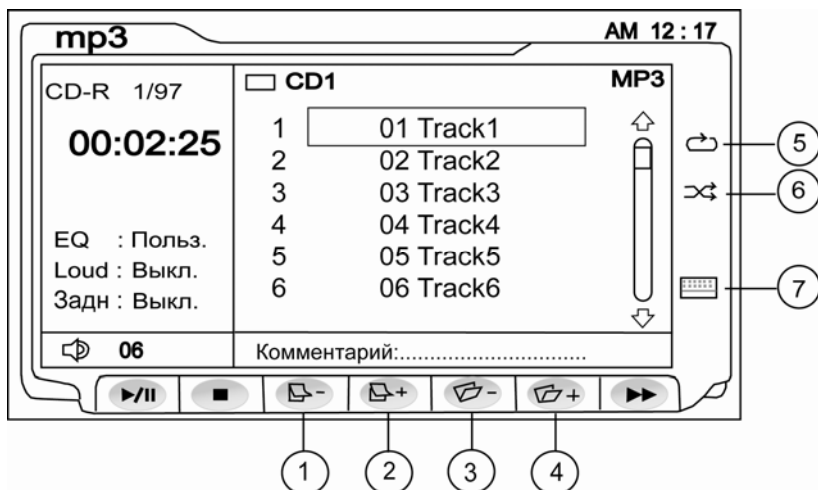 mp3
AM 12 : 17
CD-R 1/97
00:02:25
EQ : Польз.
Loud : Выкл.
Задн : Выкл.
06
CD1
MP3
1 01 Track1
2 02 Track2
3 03 Track3
4 04 Track4
5 05 Track5
6 06 Track6
Комментарий:................................
5
6
7
-
+
-
+
1
2
3
4